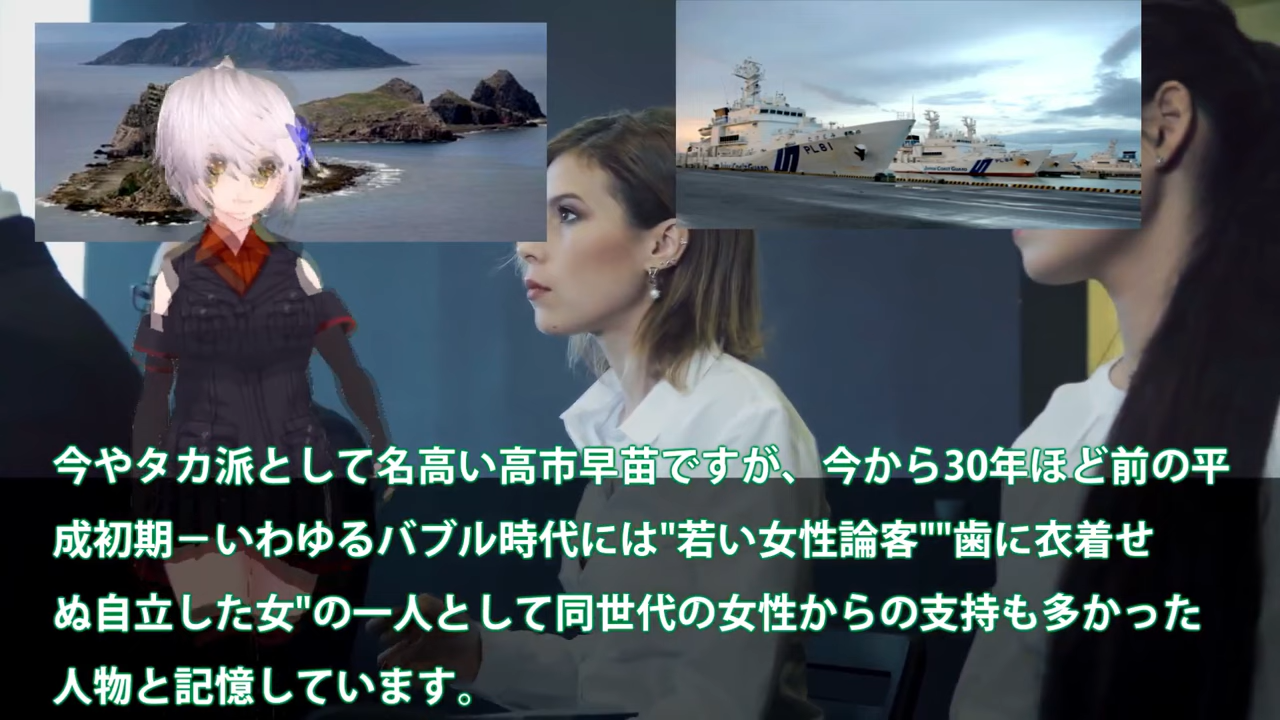 PL81
JAPAN COAST GUARD
今やタカ派として名高い高市早苗ですが、今から30年ほど前の平
成初期－いわゆるバブル時代には"若い女性論客""歯に衣着せ
ぬ自立した女"の一人として同世代の女性からの支持も多かった
人物と記憶しています。